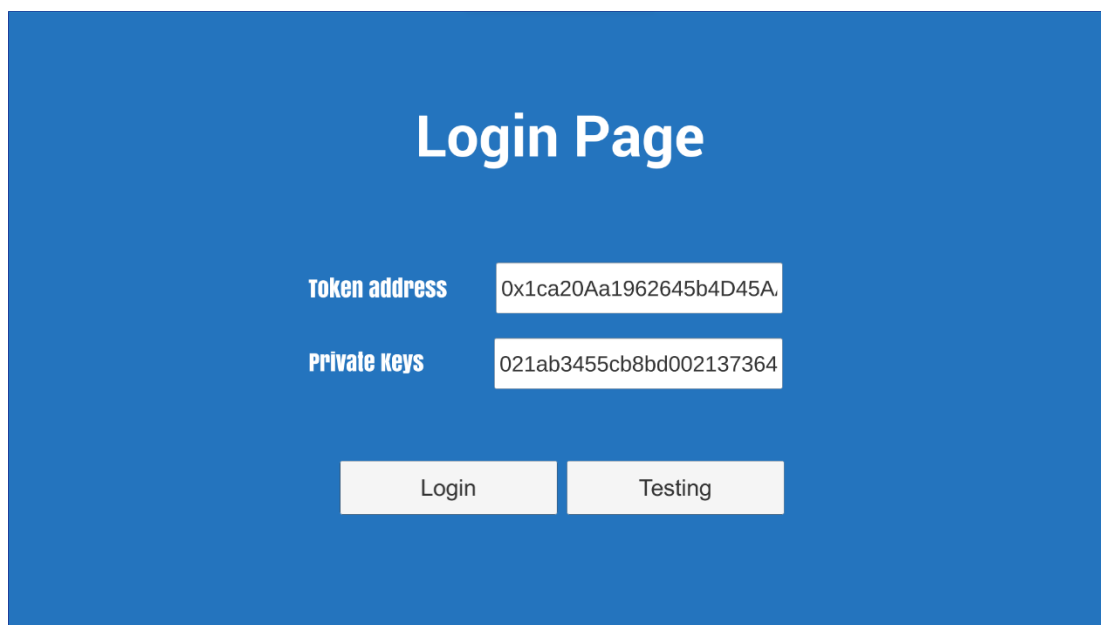 Login Page
Token address
0x1ca20Aa1962645b4D45A
Private Keys
021ab3455cb8bd002137364
Login
Testing